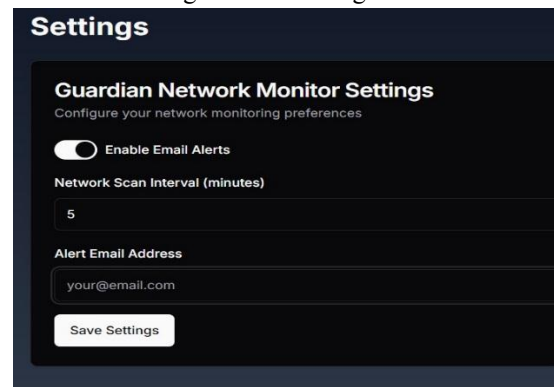 Settings
Guardian Network Monitor Settings
Configure your network monitoring preferences
Enable Email Alerts
Network Scan Interval (minutes)
5
Alert Email Address
your@email.com
Save Settings